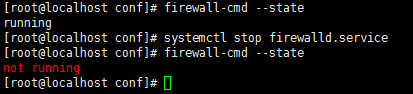 [root@localhost conf]# firewall-cmd --state
running
[root@localhost conf]# systemctl stop firewalld.service
[root@localhost conf]# firewall-cmd --state
not running
[root@localhost conf]#